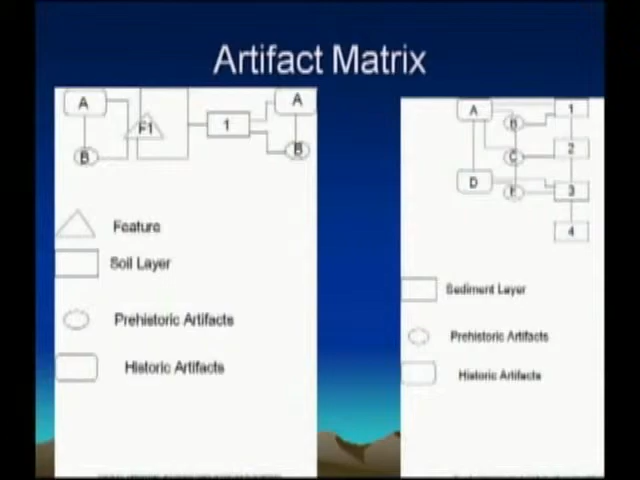 Artifact Matrix
A
F1
B
1
A
B
Feature
Soil Layer
Prehistoric Artifacts
Historic Artifacts
A
B
C
D
1
2
3
4
Sediment Layer
Prehistoric Artifacts
Historic Artifacts